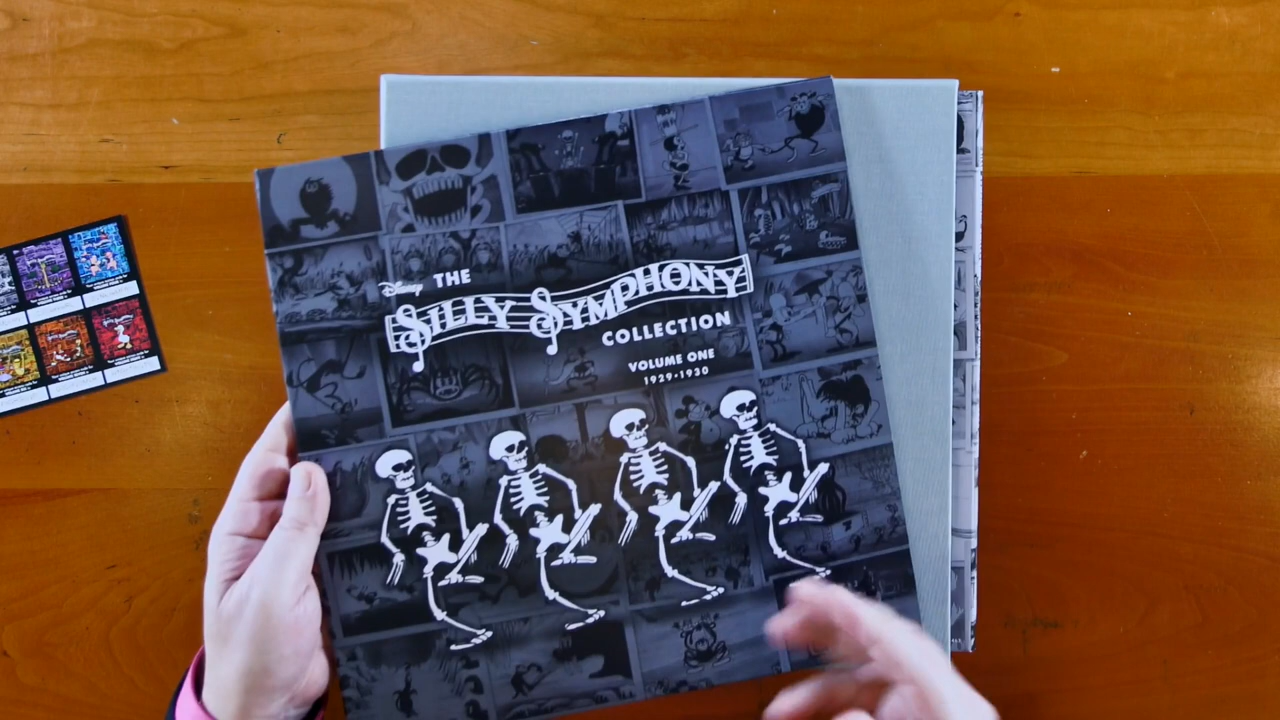 Disney THE
SILLY SYMPHONY
COLLECTION
VOLUME ONE
1929-1930